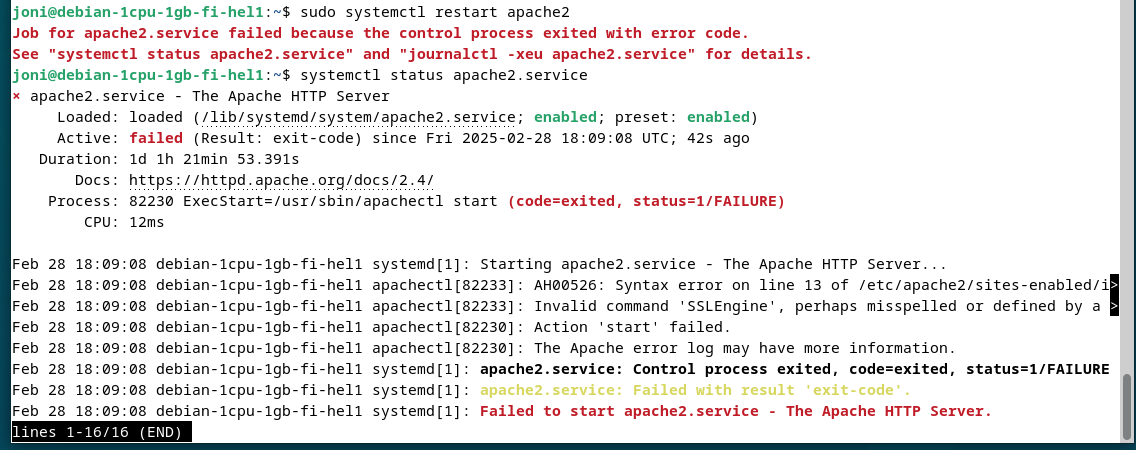 joni@debian-1cpu-1gb-fi-hel1:~$ sudo systemctl restart apache2
Job for apache2.service failed because the control process exited with error code.
See "systemctl status apache2.service" and "journalctl -xeu apache2.service" for details.
joni@debian-1cpu-1gb-fi-hel1:~$ systemctl status apache2.service
× apache2.service - The Apache HTTP Server
     Loaded: loaded (/lib/systemd/system/apache2.service; enabled; preset: enabled)
     Active: failed (Result: exit-code) since Fri 2025-02-28 18:09:08 UTC; 42s ago
   Duration: 1d 1h 21min 53.391s
       Docs: https://httpd.apache.org/docs/2.4/
    Process: 82230 ExecStart=/usr/sbin/apachectl start (code=exited, status=1/FAILURE)
        CPU: 12ms

Feb 28 18:09:08 debian-1cpu-1gb-fi-hel1 systemd[1]: Starting apache2.service - The Apache HTTP Server...
Feb 28 18:09:08 debian-1cpu-1gb-fi-hel1 apachectl[82233]: AH00526: Syntax error on line 13 of /etc/apache2/sites-enabled/i>
Feb 28 18:09:08 debian-1cpu-1gb-fi-hel1 apachectl[82233]: Invalid command 'SSLEngine', perhaps misspelled or defined by a >
Feb 28 18:09:08 debian-1cpu-1gb-fi-hel1 apachectl[82230]: Action 'start' failed.
Feb 28 18:09:08 debian-1cpu-1gb-fi-hel1 apachectl[82230]: The Apache error log may have more information.
Feb 28 18:09:08 debian-1cpu-1gb-fi-hel1 systemd[1]: apache2.service: Control process exited, code=exited, status=1/FAILURE
Feb 28 18:09:08 debian-1cpu-1gb-fi-hel1 systemd[1]: apache2.service: Failed with result 'exit-code'.
Feb 28 18:09:08 debian-1cpu-1gb-fi-hel1 systemd[1]: Failed to start apache2.service - The Apache HTTP Server.
lines 1-16/16 (END)